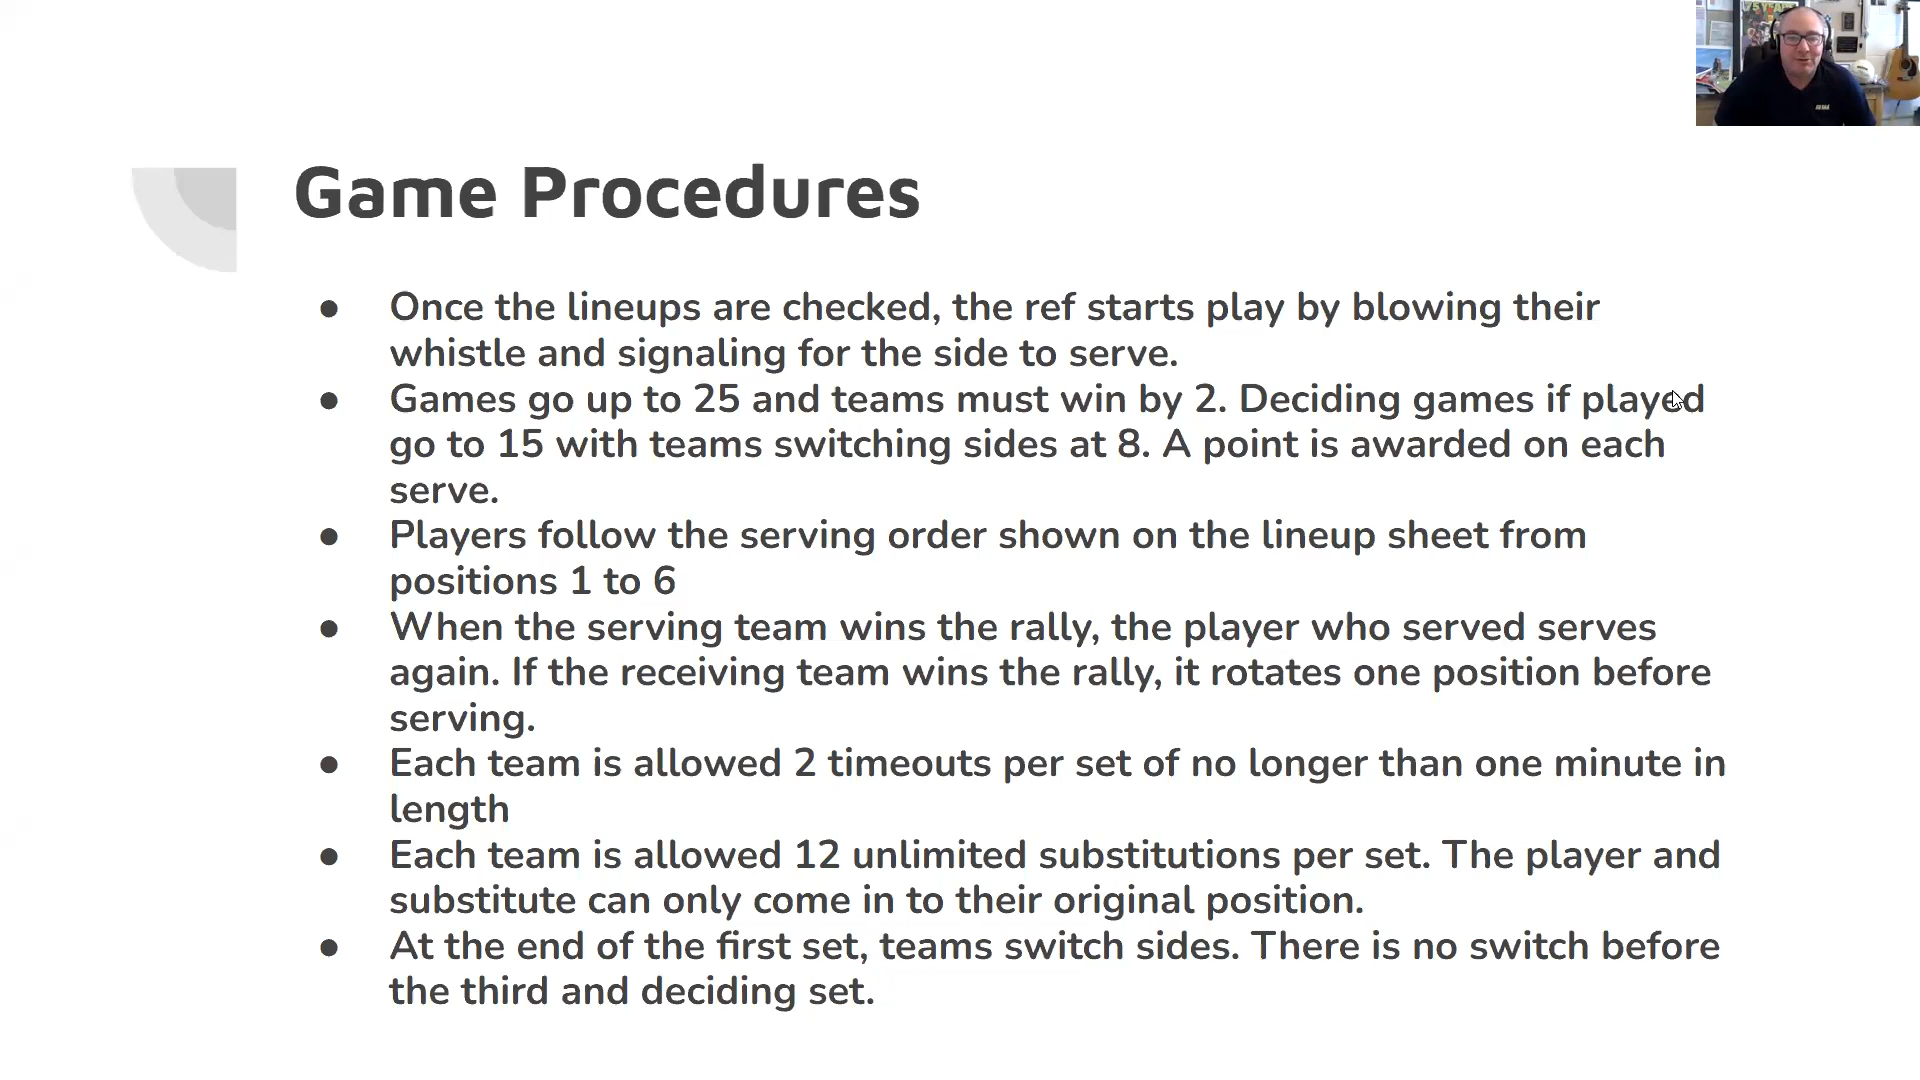 Game Procedures
● Once the lineups are checked, the ref starts play by blowing their
whistle and signaling for the side to serve.
● Games go up to 25 and teams must win by 2. Deciding games if played
go to 15 with teams switching sides at 8. A point is awarded on each
serve.
● Players follow the serving order shown on the lineup sheet from
positions 1 to 6
● When the serving team wins the rally, the player who served serves
again. If the receiving team wins the rally, it rotates one position before
serving.
● Each team is allowed 2 timeouts per set of no longer than one minute in
length
● Each team is allowed 12 unlimited substitutions per set. The player and
substitute can only come in to their original position.
● At the end of the first set, teams switch sides. There is no switch before
the third and deciding set.